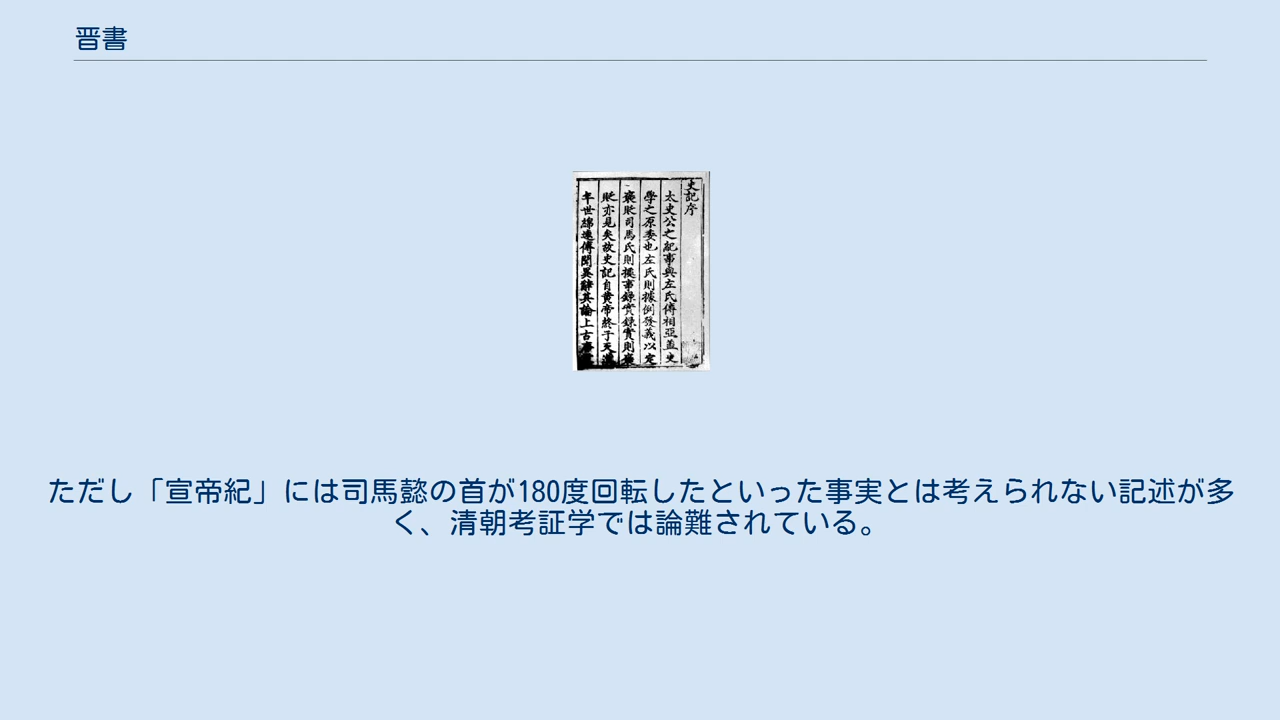 晋書
史記序
太史公之紀事與左氏傳相亞蓋史
學之原委也左氏則據例發義以定
襃貶司馬氏則摭事錄實錄實則襃
貶亦見矣故史記自黃帝終于天漢
年世綿邈傳聞異辭其論上古
ただし「宣帝紀」には司馬懿の首が180度回転したといった事実とは考えられない記述が多
く、清朝考証学では論難されている。